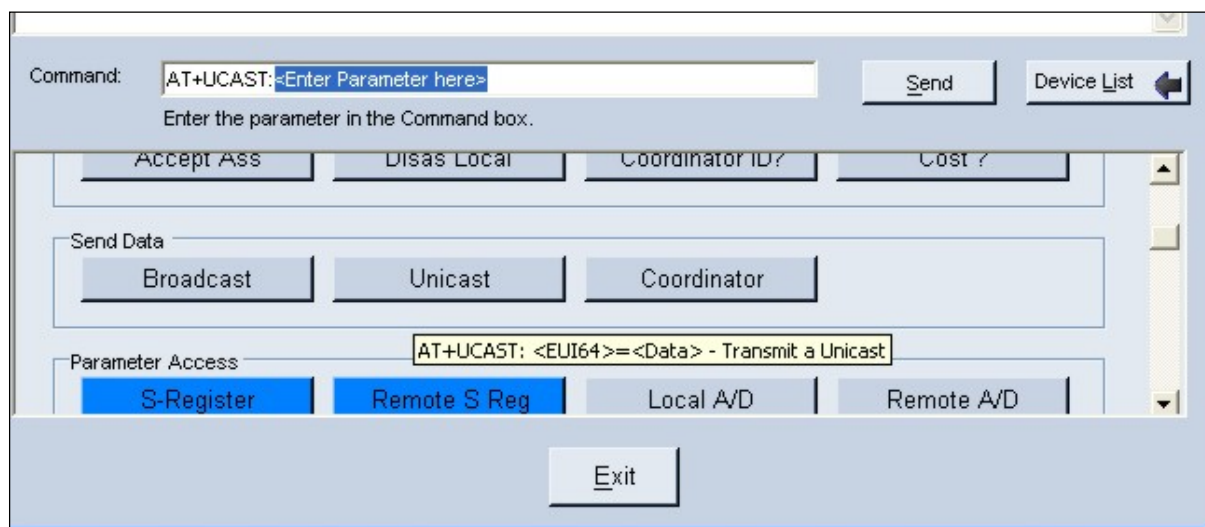 Command:
AT+UCAST:<Enter Parameter here>
Send
Device List
Enter the parameter in the Command box.
Accept Ass
Disas Local
Coordinator ID?
Cost ?
Send Data
Broadcast
Unicast
Coordinator
AT+UCAST: <EUI64>=<Data> - Transmit a Unicast
Parameter Access
S-Register
Remote S Reg
Local A/D
Remote A/D
Exit